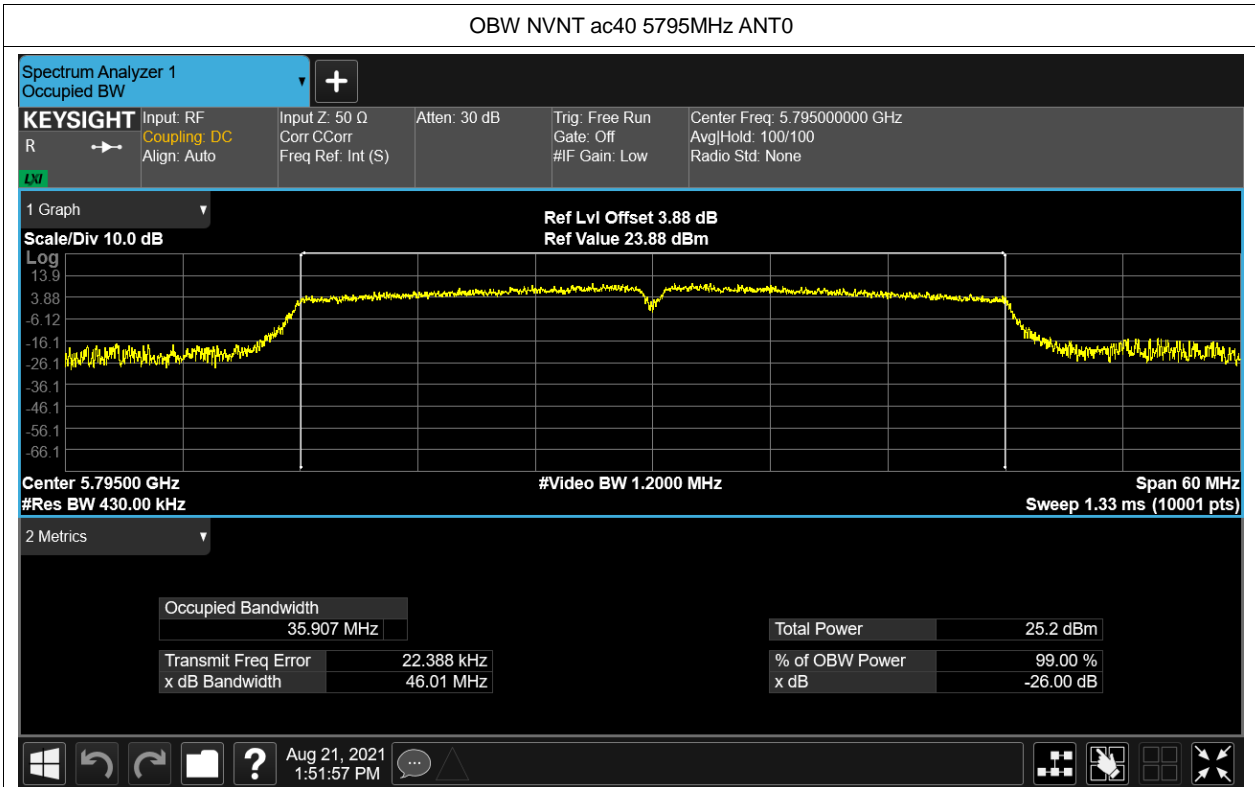 OBW NVNT ac40 5795MHz ANT0
Spectrum Analyzer 1
Occupied BW
KEYSIGHT
R
LXI
Input: RF
Coupling: DC
Align: Auto
Input Z: 50 Ω
Corr CCorr
Freq Ref: Int (S)
Atten: 30 dB
Trig: Free Run
Gate: Off
#IF Gain: Low
Center Freq: 5.795000000 GHz
Avg|Hold: 100/100
Radio Std: None
1 Graph
Ref Lvl Offset 3.88 dB
Scale/Div 10.0 dB
Ref Value 23.88 dBm
Log
13.9
3.88
-6.12
-16.1
-26.1
-36.1
-46.1
-56.1
-66.1
Center 5.79500 GHz
#Video BW 1.2000 MHz
Span 60 MHz
#Res BW 430.00 kHz
Sweep 1.33 ms (10001 pts)
2 Metrics
Occupied Bandwidth
35.907 MHz
Total Power 25.2 dBm
Transmit Freq Error 22.388 kHz
% of OBW Power 99.00 %
x dB Bandwidth 46.01 MHz
x dB -26.00 dB
?
Aug 21, 2021
1:51:57 PM